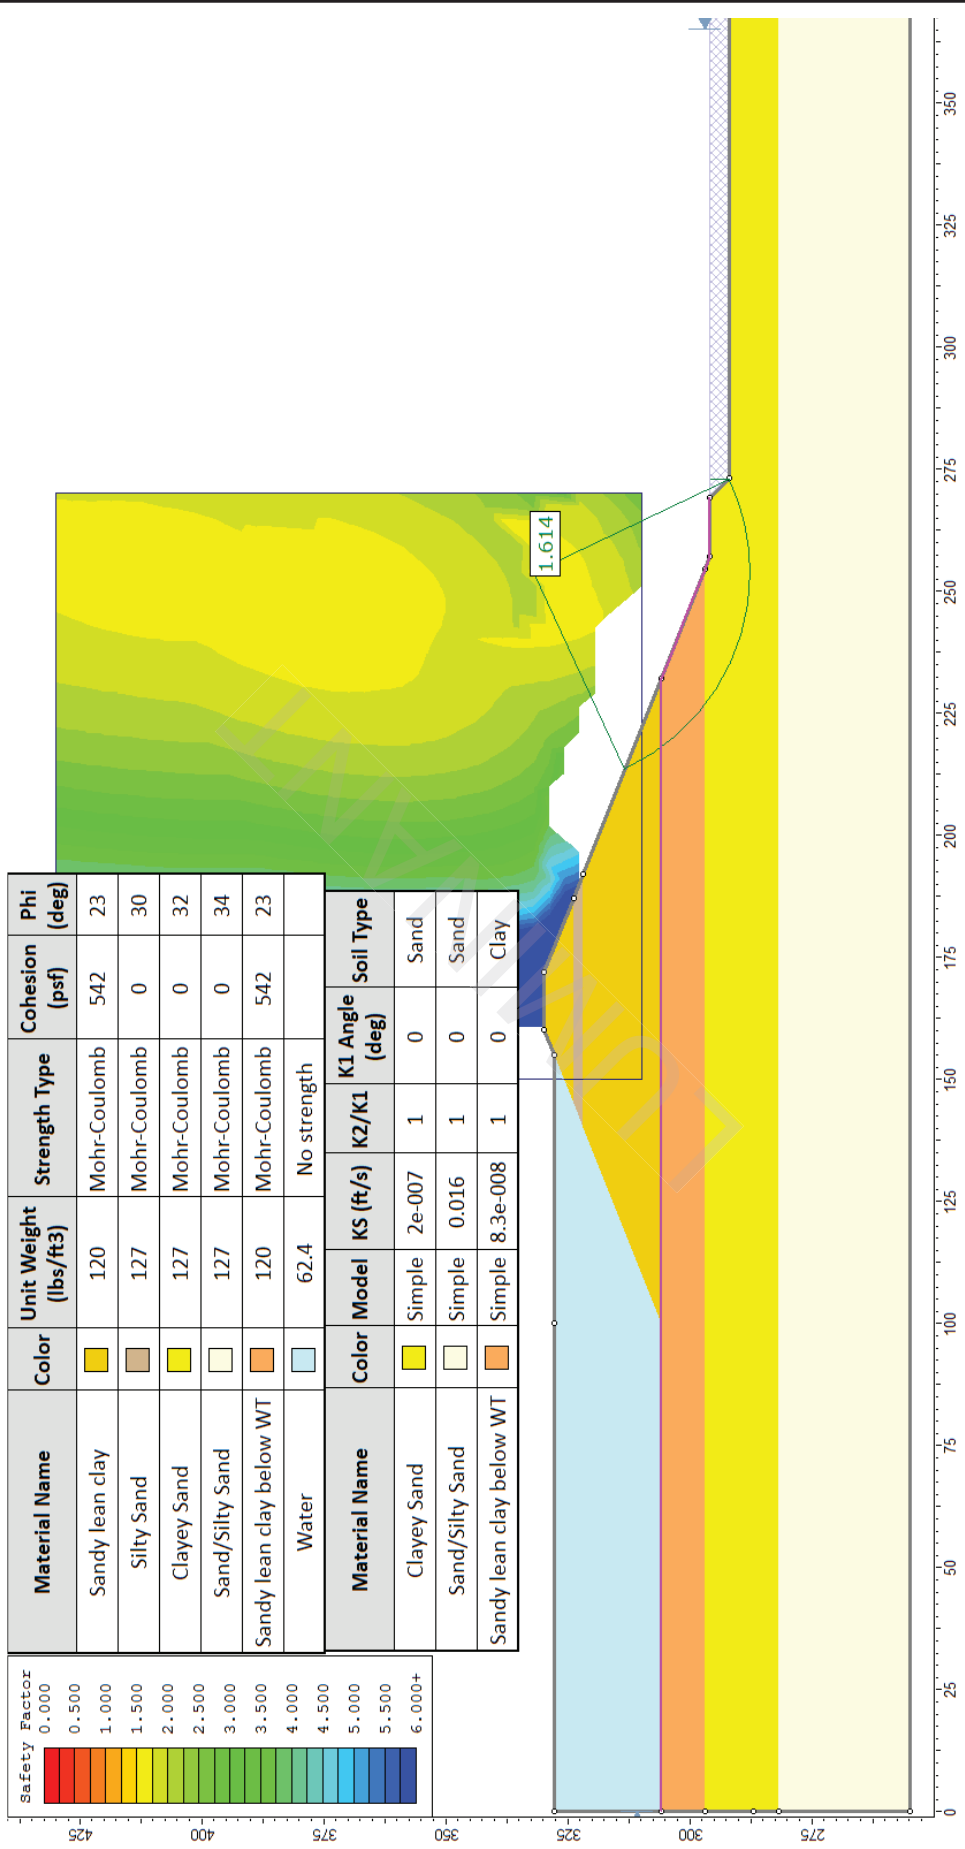 Safety Factor
0.000
0.500
1.000
1.500
2.000
2.500
3.000
3.500
4.000
4.500
5.000
5.500
6.000+
Material Name Color Unit Weight (lbs/ft3) Strength Type Cohesion (psf) Phi (deg)
Sandy lean clay 120 Mohr-Coulomb 542 23
Silty Sand 127 Mohr-Coulomb 0 30
Clayey Sand 127 Mohr-Coulomb 0 32
Sand/Silty Sand 127 Mohr-Coulomb 0 34
Sandy lean clay below WT 120 Mohr-Coulomb 542 23
Water 62.4 No strength
Material Name Color Model KS (ft/s) K2/K1 K1 Angle (deg) Soil Type
Clayey Sand Simple 2e-007 1 0 Sand
Sand/Silty Sand Simple 0.016 1 0 Sand
Sandy lean clay below WT Simple 8.3e-008 1 0 Clay
1.614
LUMINANT
425
400
375
350
325
300
275
0 25 50 75 100 125 150 175 200 225 250 275 300 325 350